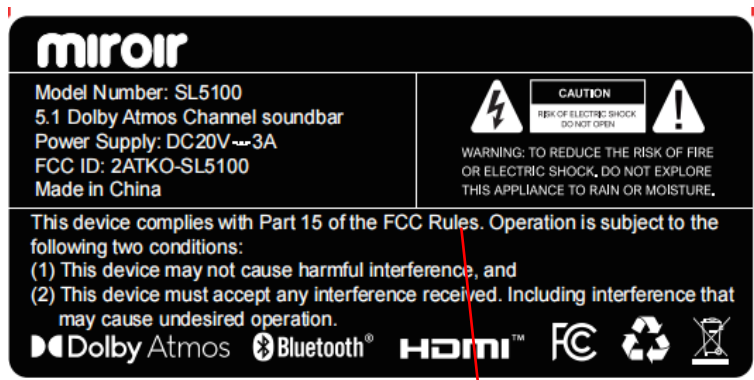 miroir
Model Number: SL5100
5.1 Dolby Atmos Channel soundbar
Power Supply: DC20V⎓3A
FCC ID: 2ATKO-SL5100
Made in China
CAUTION
RISK OF ELECTRIC SHOCK
DO NOT OPEN
WARNING: TO REDUCE THE RISK OF FIRE
OR ELECTRIC SHOCK, DO NOT EXPLORE
THIS APPLIANCE TO RAIN OR MOISTURE.
This device complies with Part 15 of the FCC Rules. Operation is subject to the
following two conditions:
(1) This device may not cause harmful interference, and
(2) This device must accept any interference received. Including interference that
may cause undesired operation.
Dolby Atmos Bluetooth® HDMI™ FC